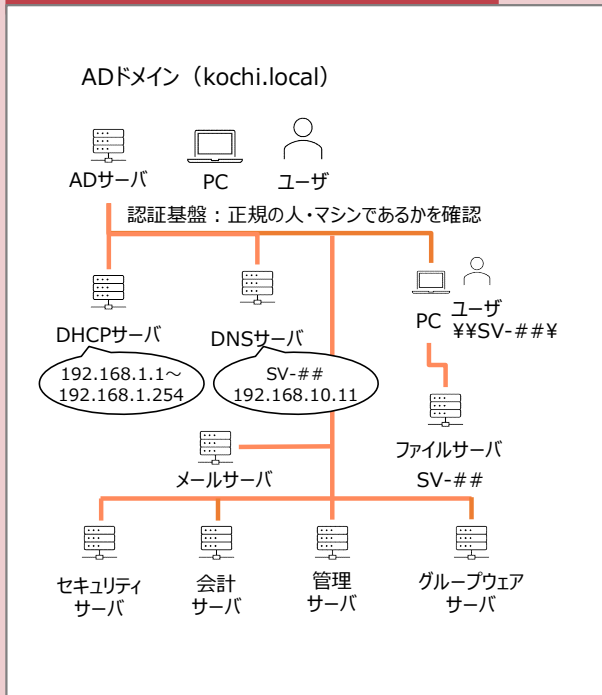 ADドメイン（kochi.local）
ADサーバ
PC
ユーザ
認証基盤：正規の人・マシンであるかを確認
DHCPサーバ
192.168.1.1～
192.168.1.254
DNSサーバ
SV-##
192.168.10.11
PC
ユーザ
¥¥SV-##¥
ファイルサーバ
SV-##
メールサーバ
セキュリティ
サーバ
会計
サーバ
管理
サーバ
グループウェア
サーバ